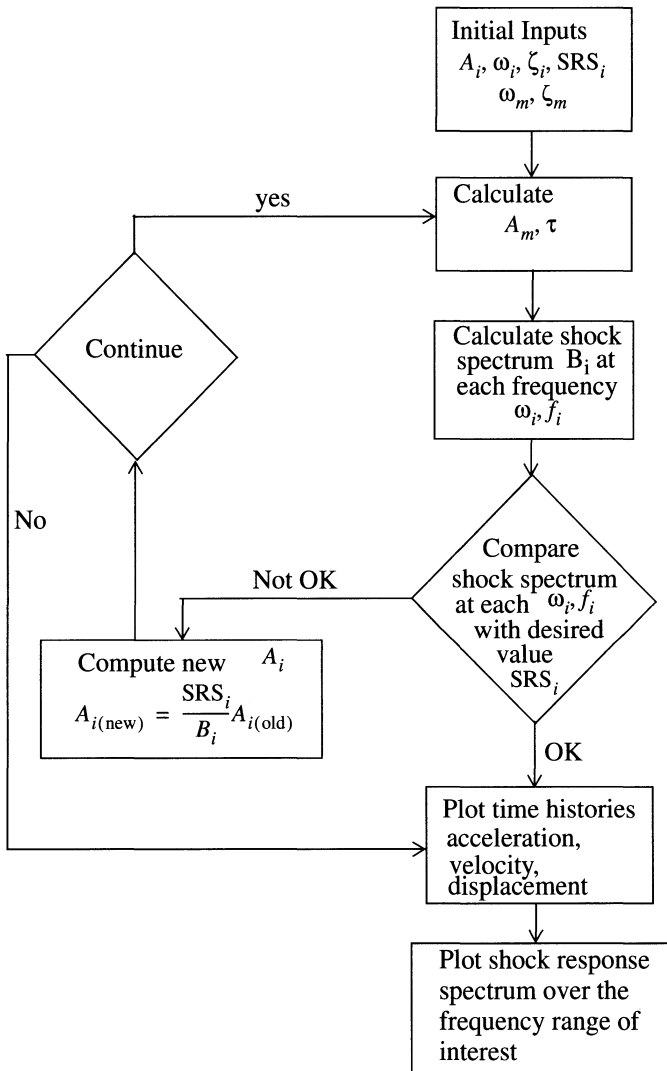 Initial Inputs
A_i, ω_i, ζ_i, SRS_i
ω_m, ζ_m
yes
Calculate
A_m, τ
Continue
Calculate shock
spectrum B_i at
each frequency
ω_i, f_i
No
Compare
shock spectrum
at each ω_i, f_i
with desired
value
SRS_i
Not OK
Compute new A_i
A_i(new) = SRS_i / B_i A_i(old)
OK
Plot time histories
acceleration,
velocity,
displacement
Plot shock response
spectrum over the
frequency range of
interest